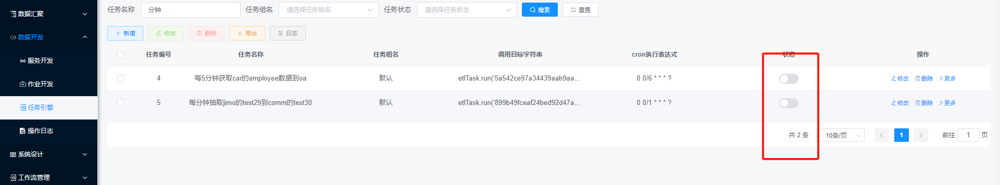 数据汇聚
数据开发
服务开发
作业开发
任务引擎
操作日志
系统设计
工作流管理
任务名称 分钟 任务组名 请选择任务组名 任务状态 请选择任务状态 搜索 重置
新增 修改 删除 导出 日志
任务编号 任务名称 任务组名 调用目标字符串 cron执行表达式 状态 操作
4 每5分钟获取car的employee数据到oa 默认 etlTask.run('5a542ce97a34439aab9aa... 0 0/6 * * * ? 修改 删除 更多
5 每分钟抽取jimo的test29到comm的test30 默认 etlTask.run('899b49fceaf24bed92d47a... 0 0/1 * * * ? 修改 删除 更多
共 2 条 10条/页 1 前往 1 页